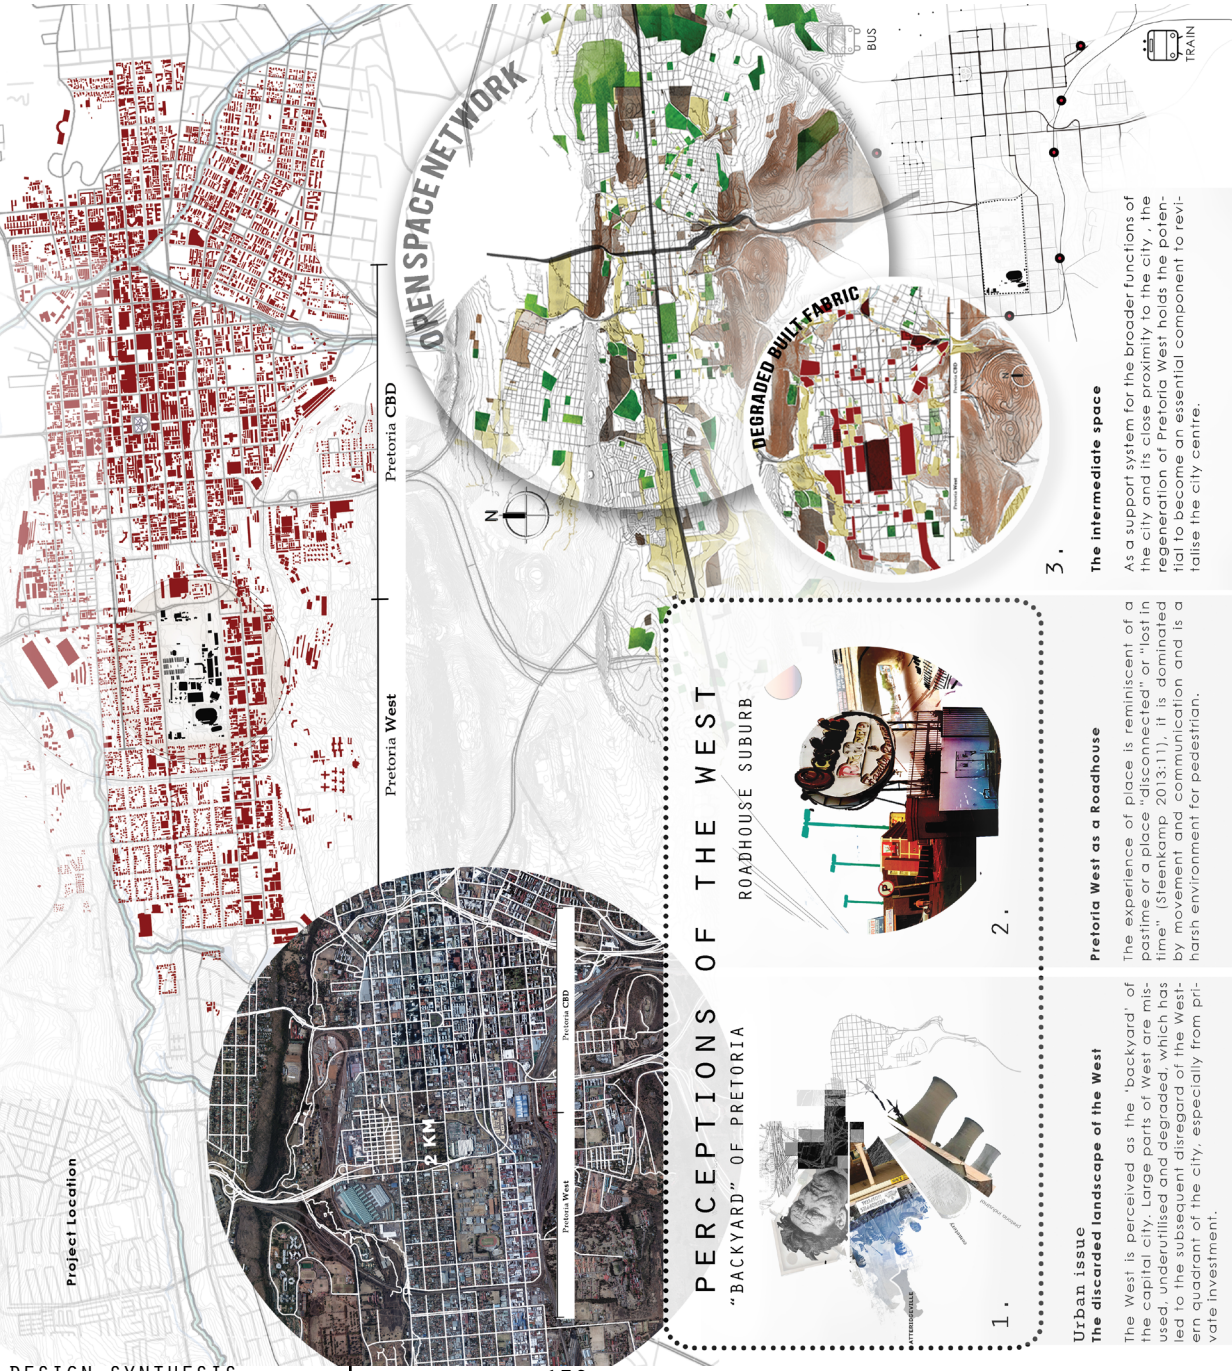 Project Location
Pretoria West
Pretoria CBD
2 KM
Pretoria West
Pretoria CBD
N
OPEN SPACE NETWORK
DEGRADED BUILT FABRIC
Pretoria West
Pretoria CBD
N
BUS
TRAIN
PERCEPTIONS OF THE WEST
"BACKYARD" OF PRETORIA
ROADHOUSE SUBURB
ATTERIDGEVILLE
P
1.
2.
3.
Urban issue
The discarded landscape of the West
The West is perceived as the 'backyard' of
the capital city. Large parts of West are mis-
used, underutilised and degraded, which has
led to the subsequent disregard of the West-
ern quadrant of the city, especially from pri-
vate investment.
Pretoria West as a Roadhouse
The experience of place is reminiscent of a
pastime or a place "disconnected" or "lost in
time" (Steenkamp 2013:11), it is dominated
by movement and communication and is a
harsh environment for pedestrian.
The intermediate space
As a support system for the broader functions of
the city and its close proximity to the city, the
regeneration of Pretoria West holds the poten-
tial to become an essential component to revi-
talise the city centre.
DESIGN SYNTHESIS